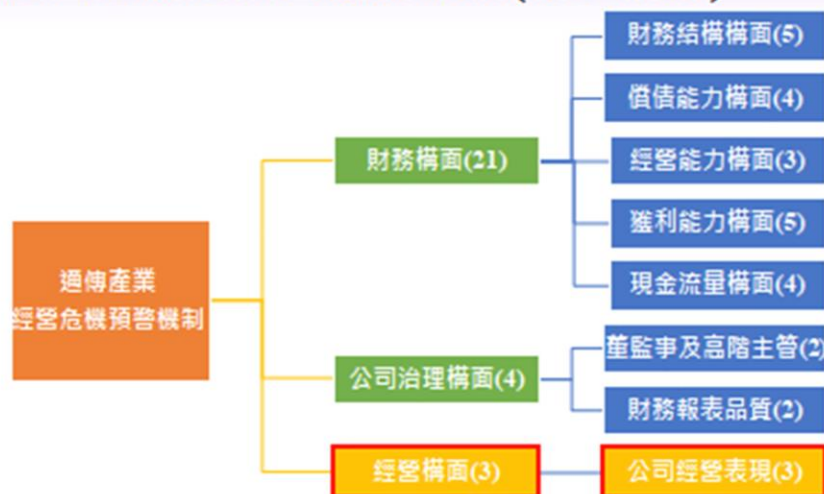 財務結構構面(5)
償債能力構面(4)
財務構面(21)
經營能力構面(3)
獲利能力構面(5)
通傳產業
經營危機預警機制
現金流量構面(4)
董監事及高階主管(2)
公司治理構面(4)
財務報表品質(2)
經營構面(3)
公司經營表現(3)